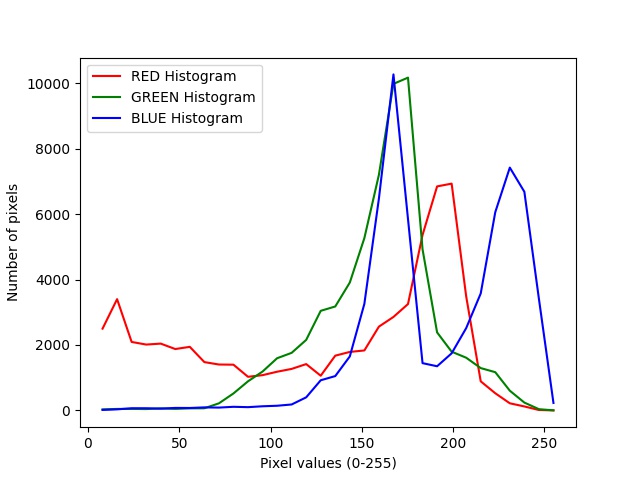 RED Histogram
GREEN Histogram
BLUE Histogram
10000
8000
6000
4000
2000
0
Number of pixels
0 50 100 150 200 250
Pixel values (0-255)